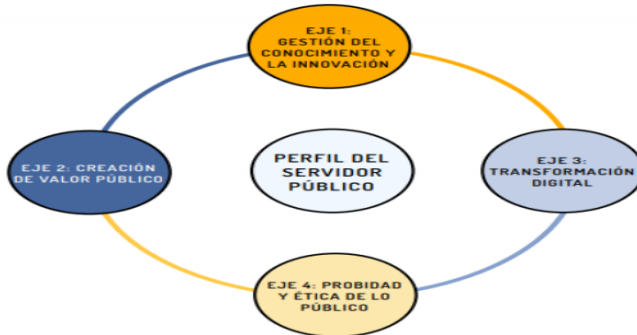 EJE 1:
GESTIÓN DEL
CONOCIMIENTO Y
LA INNOVACIÓN
EJE 2: CREACIÓN
DE VALOR PÚBLICO
PERFIL DEL
SERVIDOR
PÚBLICO
EJE 3:
TRANSFORMACIÓN
DIGITAL
EJE 4: PROBIDAD
Y ÉTICA DE LO
PÚBLICO